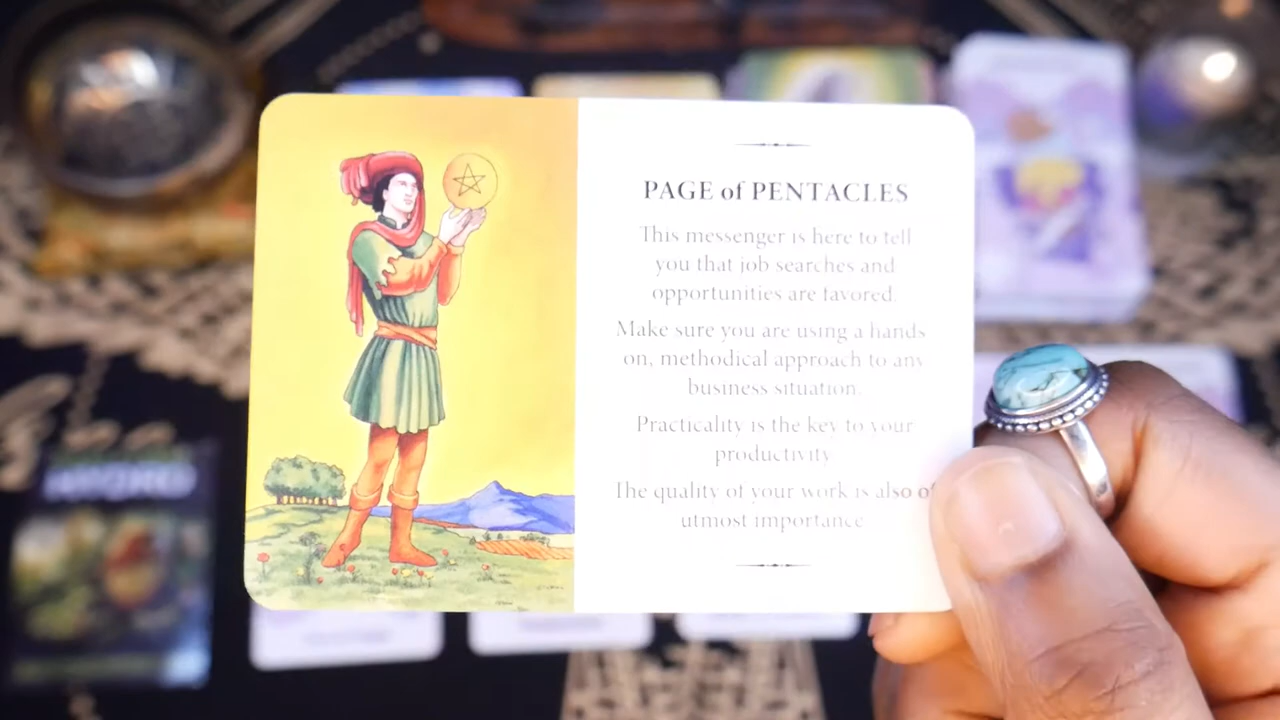 PAGE of PENTACLES
This messenger is here to tell
you that job searches and
opportunities are favored.
Make sure you are using a hands
on, methodical approach to any
business situation.
Practicality is the key to your
productivity
The quality of your work is also of
utmost importance